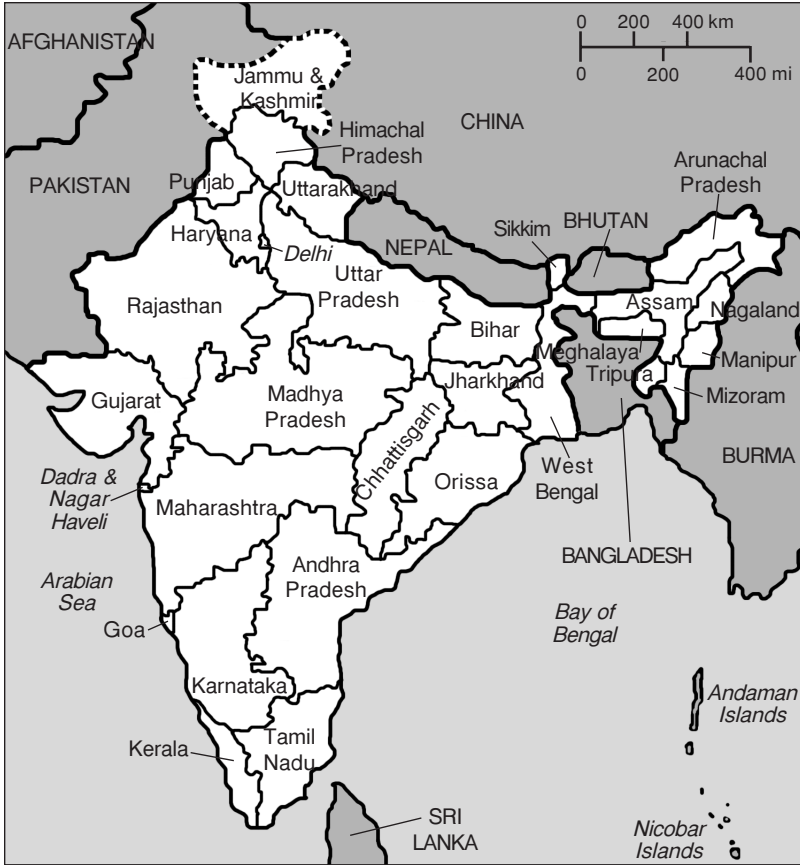 AFGHANISTAN
0 200 400 km
0 200 400 mi
Jammu &
Kashmir
CHINA
Himachal
Pradesh
Arunachal
Pradesh
PAKISTAN
Punjab
Uttarakhand
Sikkim
BHUTAN
Haryana
Delhi
NEPAL
Uttar
Pradesh
Rajasthan
Assam
Nagaland
Bihar
Meghalaya
Manipur
Tripura
Mizoram
Jharkhand
Gujarat
Madhya
Pradesh
Chhattisgarh
BURMA
West
Bengal
Orissa
Dadra &
Nagar
Haveli
Maharashtra
BANGLADESH
Andhra
Pradesh
Arabian
Sea
Goa
Bay of
Bengal
Karnataka
Andaman
Islands
Kerala
Tamil
Nadu
SRI
LANKA
Nicobar
Islands